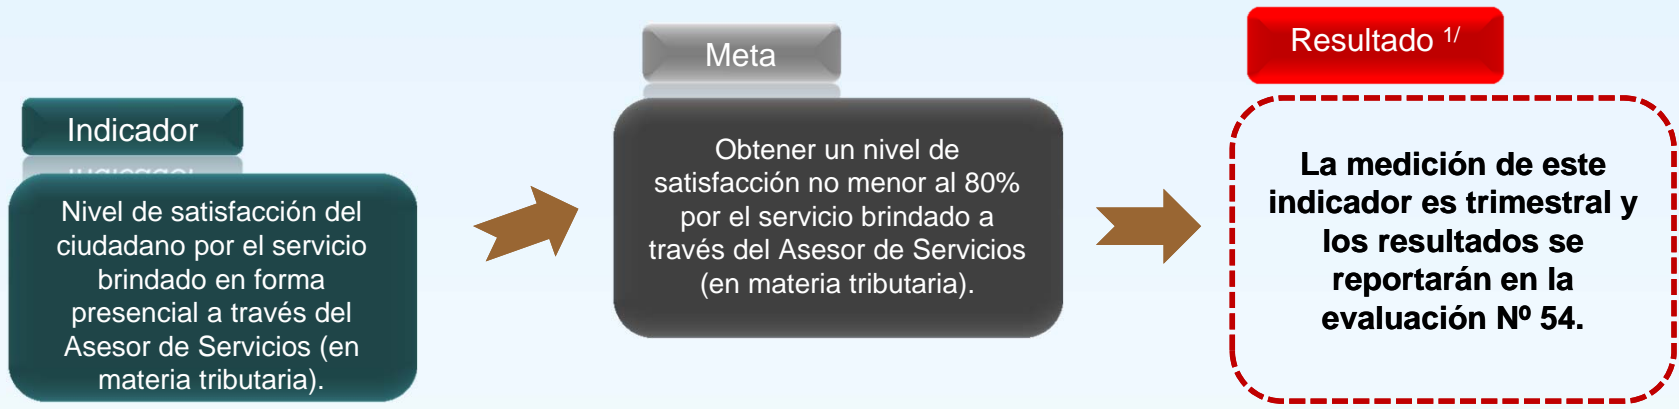 Indicador
Nivel de satisfacción del
ciudadano por el servicio
brindado en forma
presencial a través del
Asesor de Servicios (en
materia tributaria).
Meta
Obtener un nivel de
satisfacción no menor al 80%
por el servicio brindado a
través del Asesor de Servicios
(en materia tributaria).
Resultado 1/
La medición de este
indicador es trimestral y
los resultados se
reportarán en la
evaluación Nº 54.